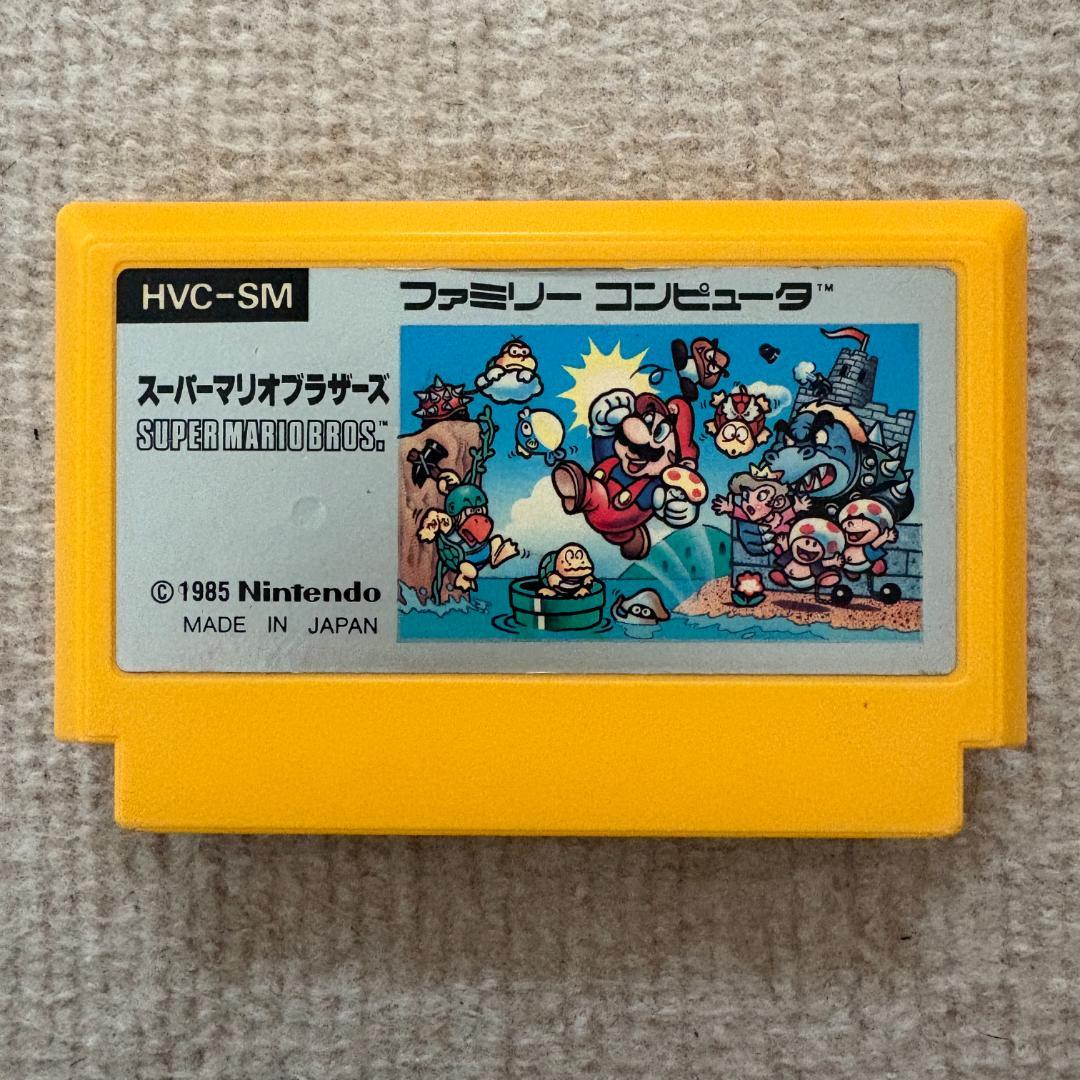 HVC-SM
ファミリー コンピュータ™
スーパーマリオブラザーズ
SUPER MARIO BROS.™
©1985 Nintendo
MADE IN JAPAN